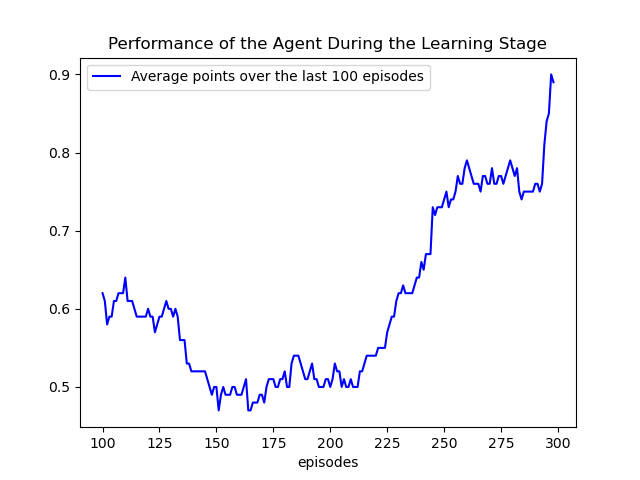 Performance of the Agent During the Learning Stage
Average points over the last 100 episodes
0.9
0.8
0.7
0.6
0.5
100 125 150 175 200 225 250 275 300
episodes